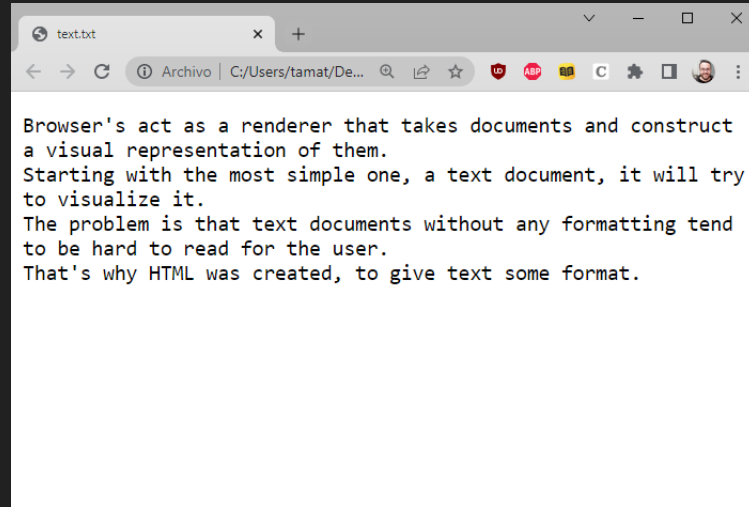 text.txt
Archivo
C:/Users/tamat/De...
UD
ABP
C
Browser's act as a renderer that takes documents and construct
a visual representation of them.
Starting with the most simple one, a text document, it will try
to visualize it.
The problem is that text documents without any formatting tend
to be hard to read for the user.
That's why HTML was created, to give text some format.